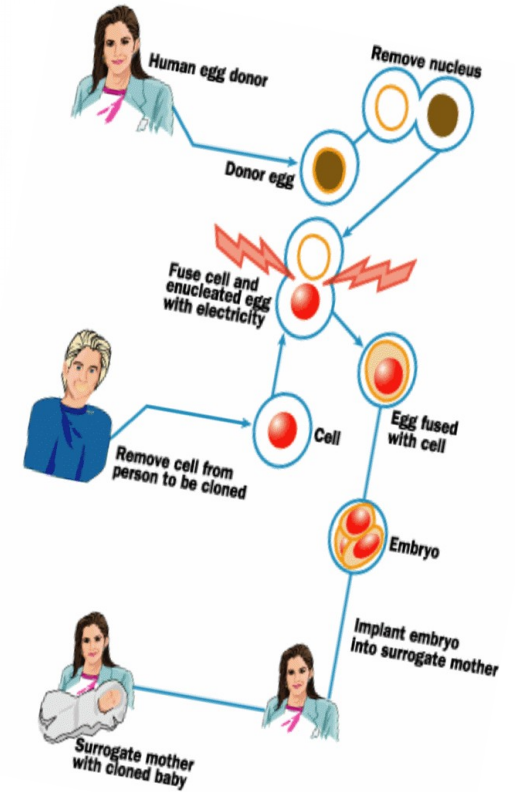 Human egg donor
Remove nucleus
Donor egg
Fuse cell and
enucleated egg
with electricity
Egg fused
with cell
Cell
Remove cell from
person to be cloned
Embryo
Implant embryo
into surrogate mother
Surrogate mother
with cloned baby